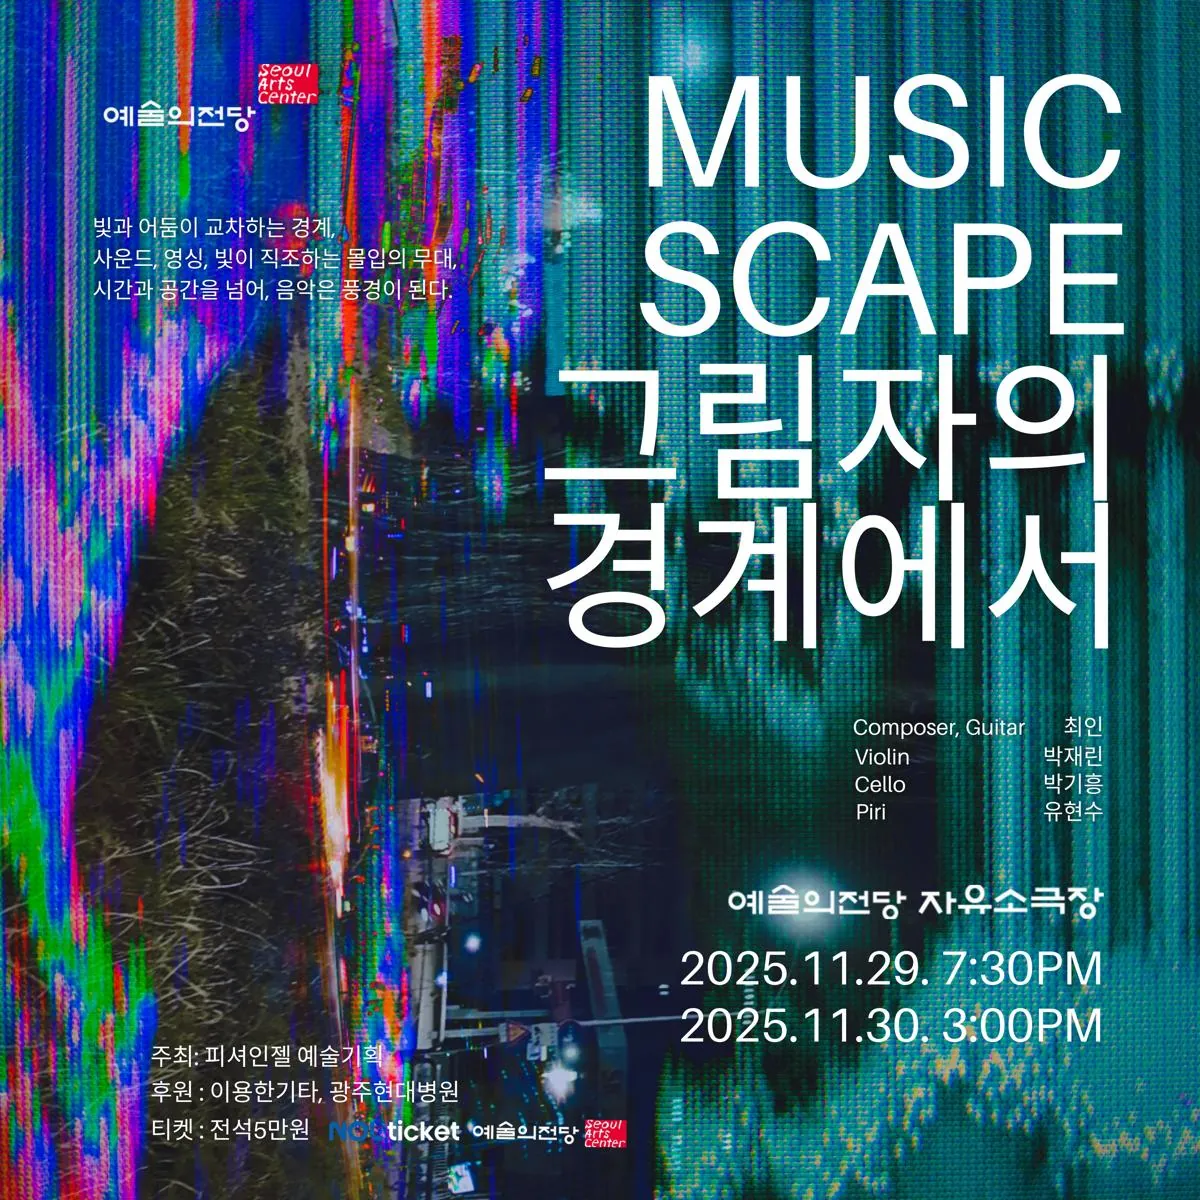 Seoul
Arts
Center
예술의전당
MUSIC
SCAPE
그림자의
경계에서
빛과 어둠이 교차하는 경계,
사운드, 영싱, 빛이 직조하는 몰입의 무대,
시간과 공간을 넘어, 음악은 풍경이 된다.
Composer, Guitar 최인
Violin 박재린
Cello 박기흥
Piri 유현수
예술의전당 자유소극장
2025.11.29. 7:30PM
2025.11.30. 3:00PM
주최: 피셔인젤 예술기획
후원 : 이용한기타, 광주현대병원
티켓 : 전석5만원 NOL ticket 예술의전당 Seoul Arts Center